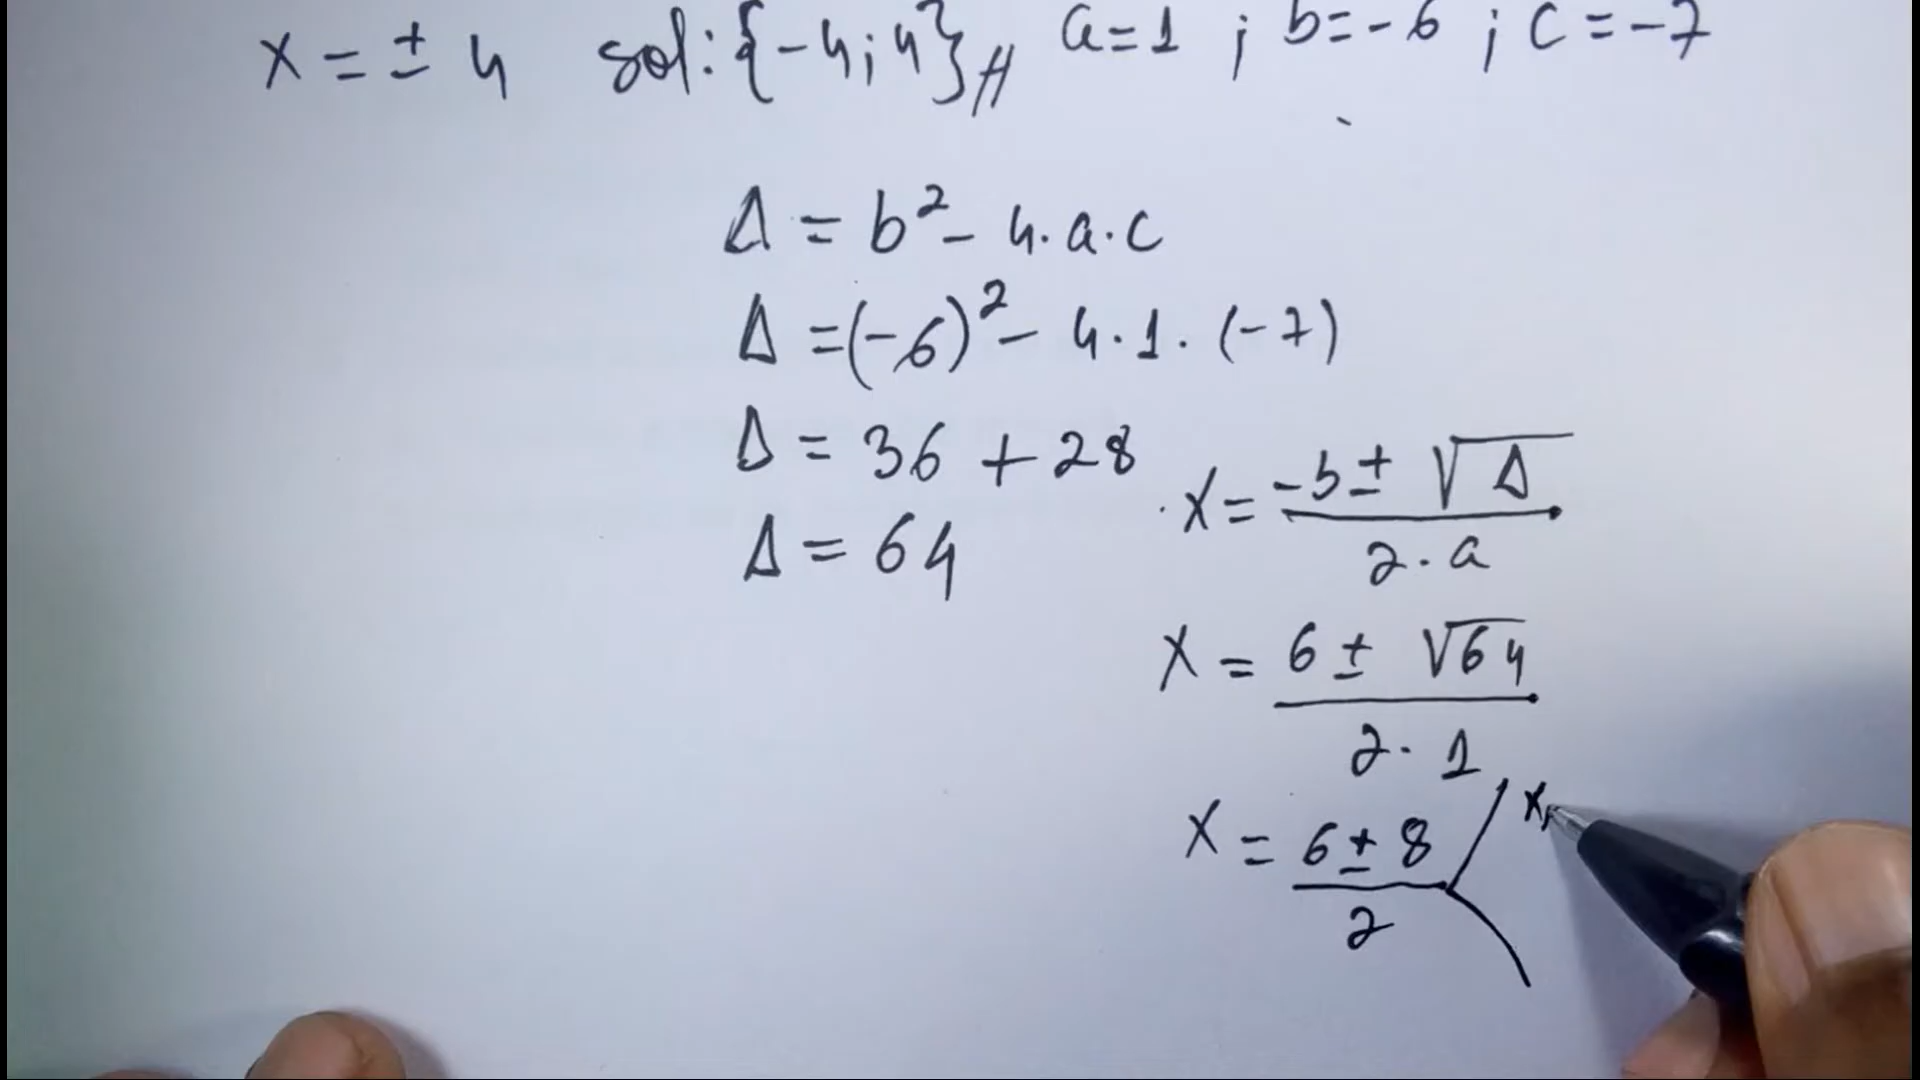 x = ± 4 sol: {-4; 4}// a=1 ; b=-6 ; c=-7
Δ = b² - 4·a·c
Δ = (-6)² - 4·1·(-7)
Δ = 36 + 28
x = (-b ± √Δ)/(2·a)
Δ = 64
x = (6 ± √64)/(2·1)
x = (6 ± 8)/2
x